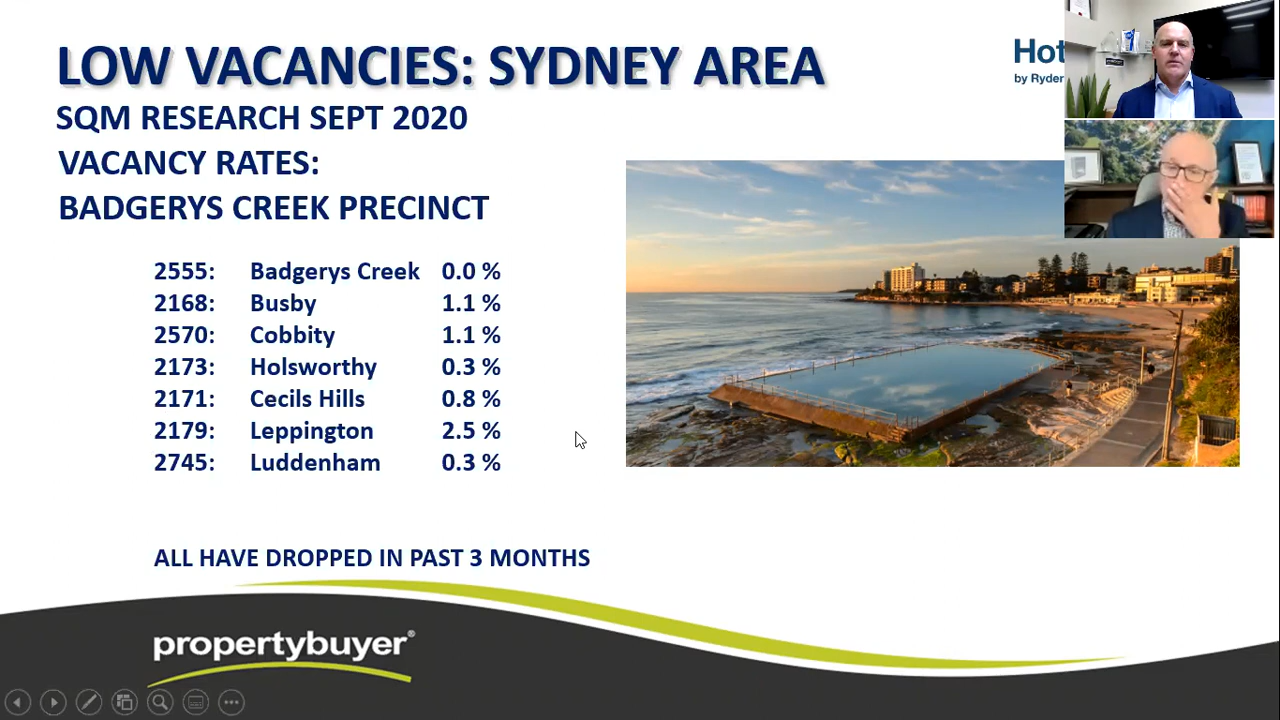 LOW VACANCIES: SYDNEY AREA
SQM RESEARCH SEPT 2020
VACANCY RATES:
BADGERYS CREEK PRECINCT
Hot
by Ryder
2555: Badgerys Creek 0.0 %
2168: Busby 1.1 %
2570: Cobbity 1.1 %
2173: Holsworthy 0.3 %
2171: Cecils Hills 0.8 %
2179: Leppington 2.5 %
2745: Luddenham 0.3 %
ALL HAVE DROPPED IN PAST 3 MONTHS
propertybuyer®